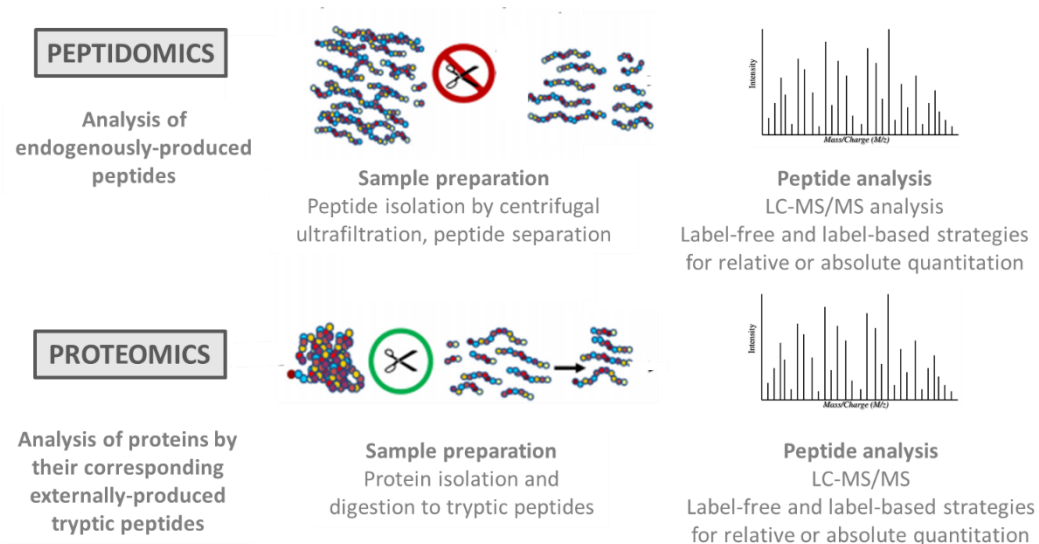 PEPTIDOMICS
Analysis of
endogenously-produced
peptides
Sample preparation
Peptide isolation by centrifugal
ultrafiltration, peptide separation
Intensity
Mass/Charge (M/z)
Peptide analysis
LC-MS/MS analysis
Label-free and label-based strategies
for relative or absolute quantitation
PROTEOMICS
Analysis of proteins by
their corresponding
externally-produced
tryptic peptides
Sample preparation
Protein isolation and
digestion to tryptic peptides
Intensity
Mass/Charge (M/z)
Peptide analysis
LC-MS/MS
Label-free and label-based strategies
for relative or absolute quantitation